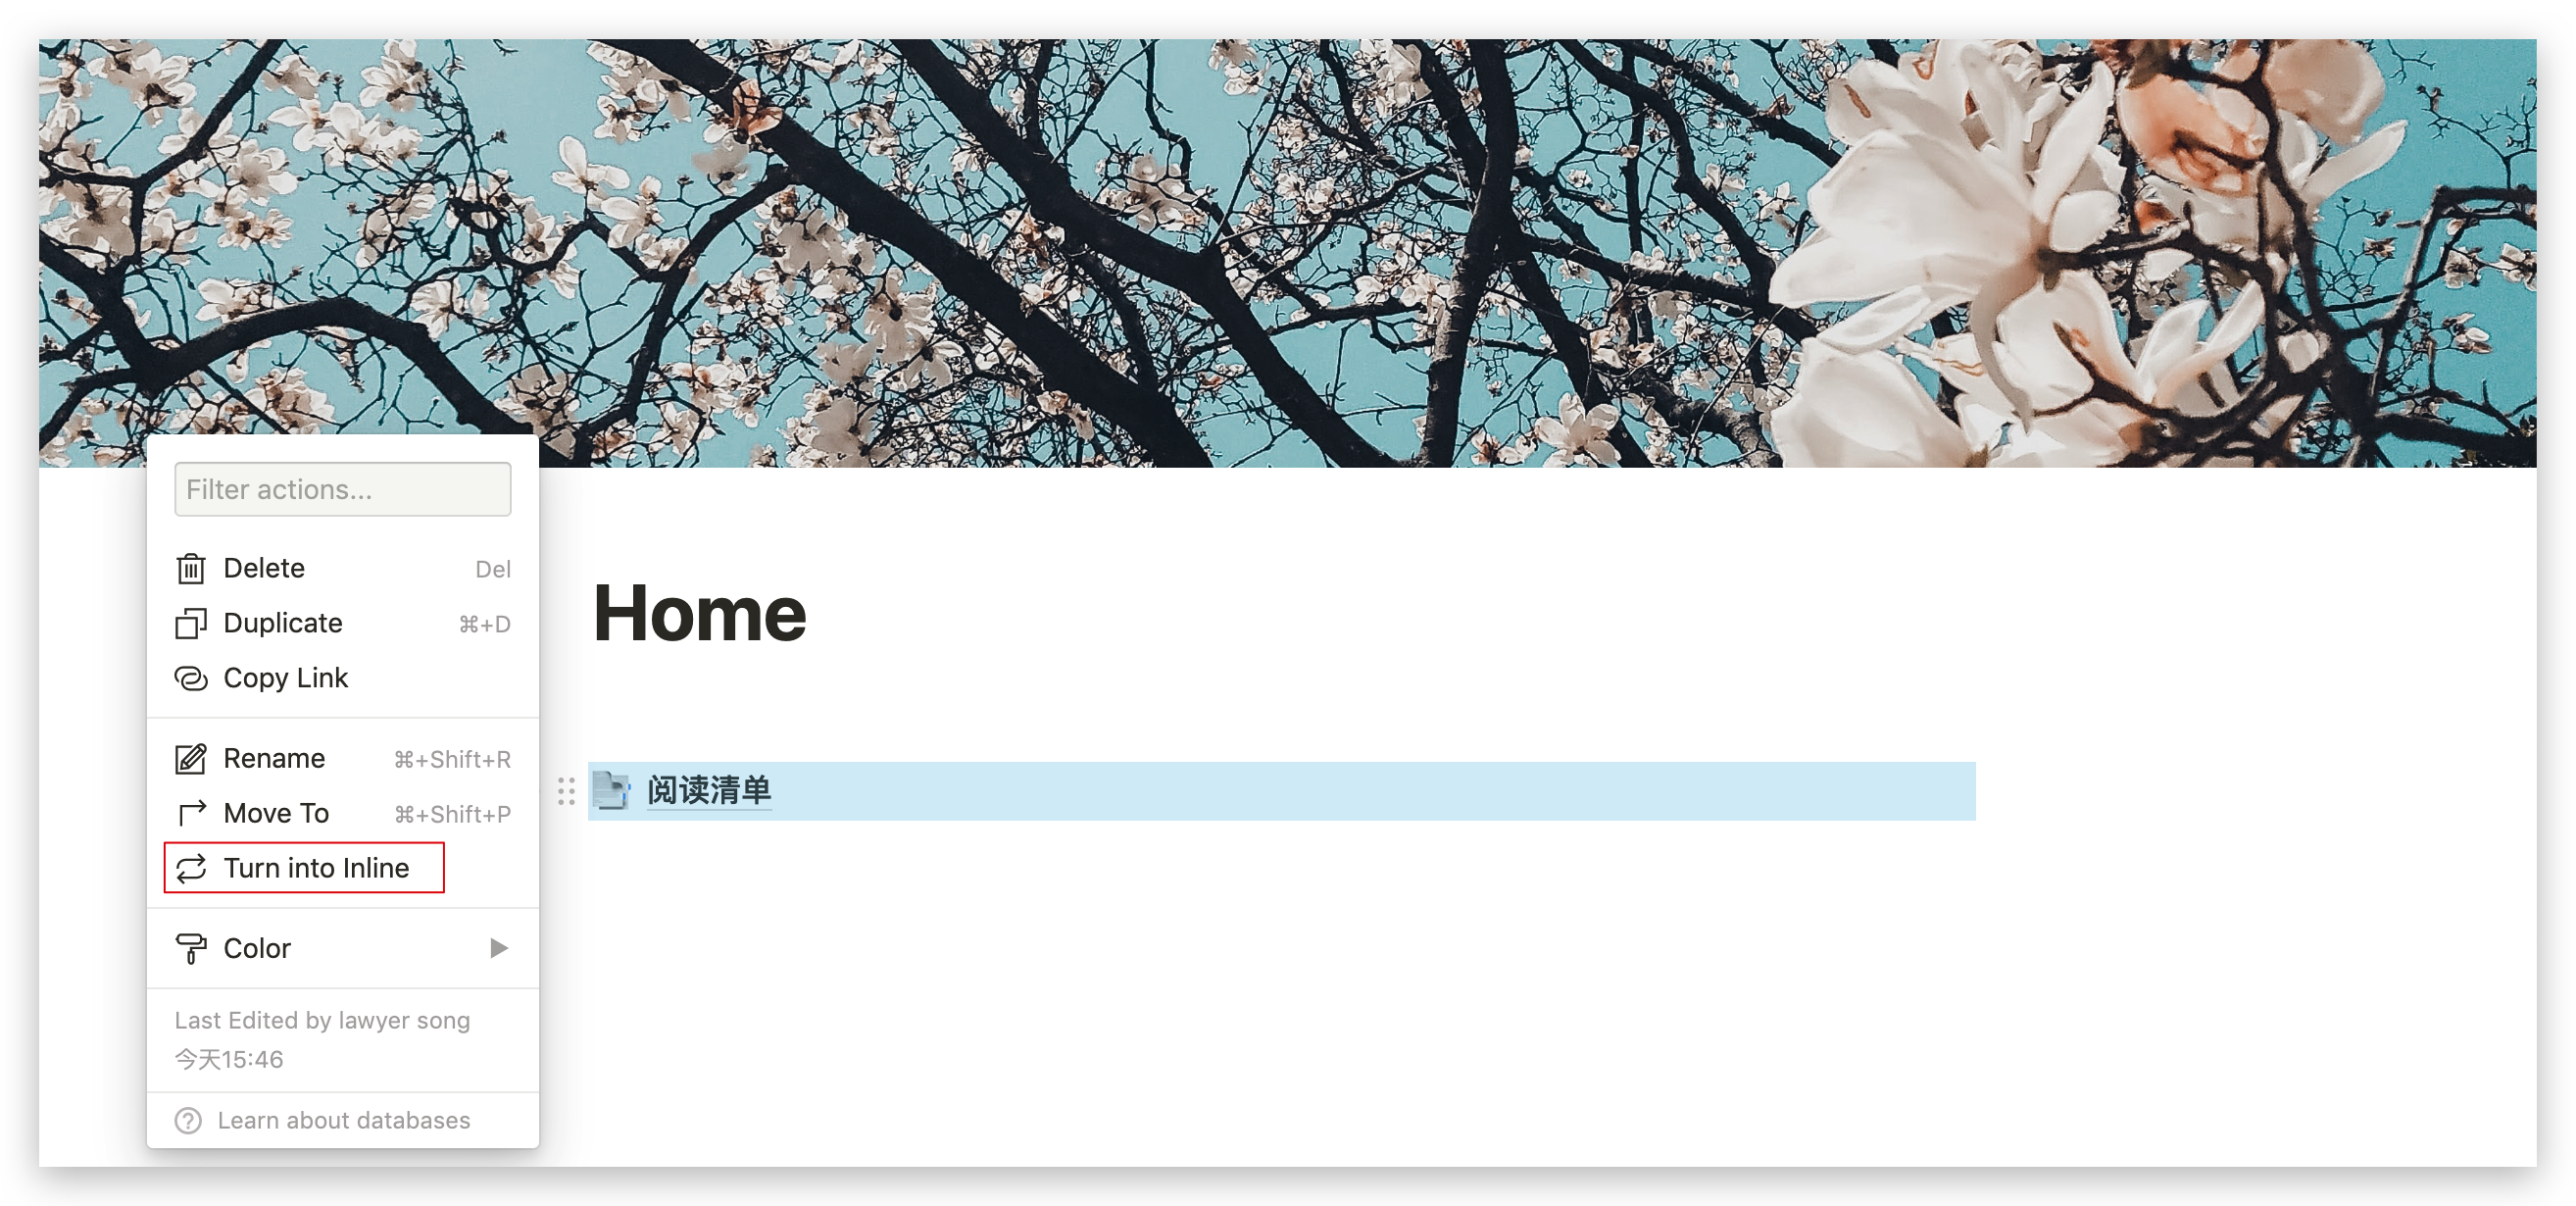 Filter actions...
Delete Del
Duplicate ⌘+D
Copy Link
Rename ⌘+Shift+R
Move To ⌘+Shift+P
Turn into Inline
Color
Last Edited by lawyer song
今天15:46
Learn about databases
Home
阅读清单